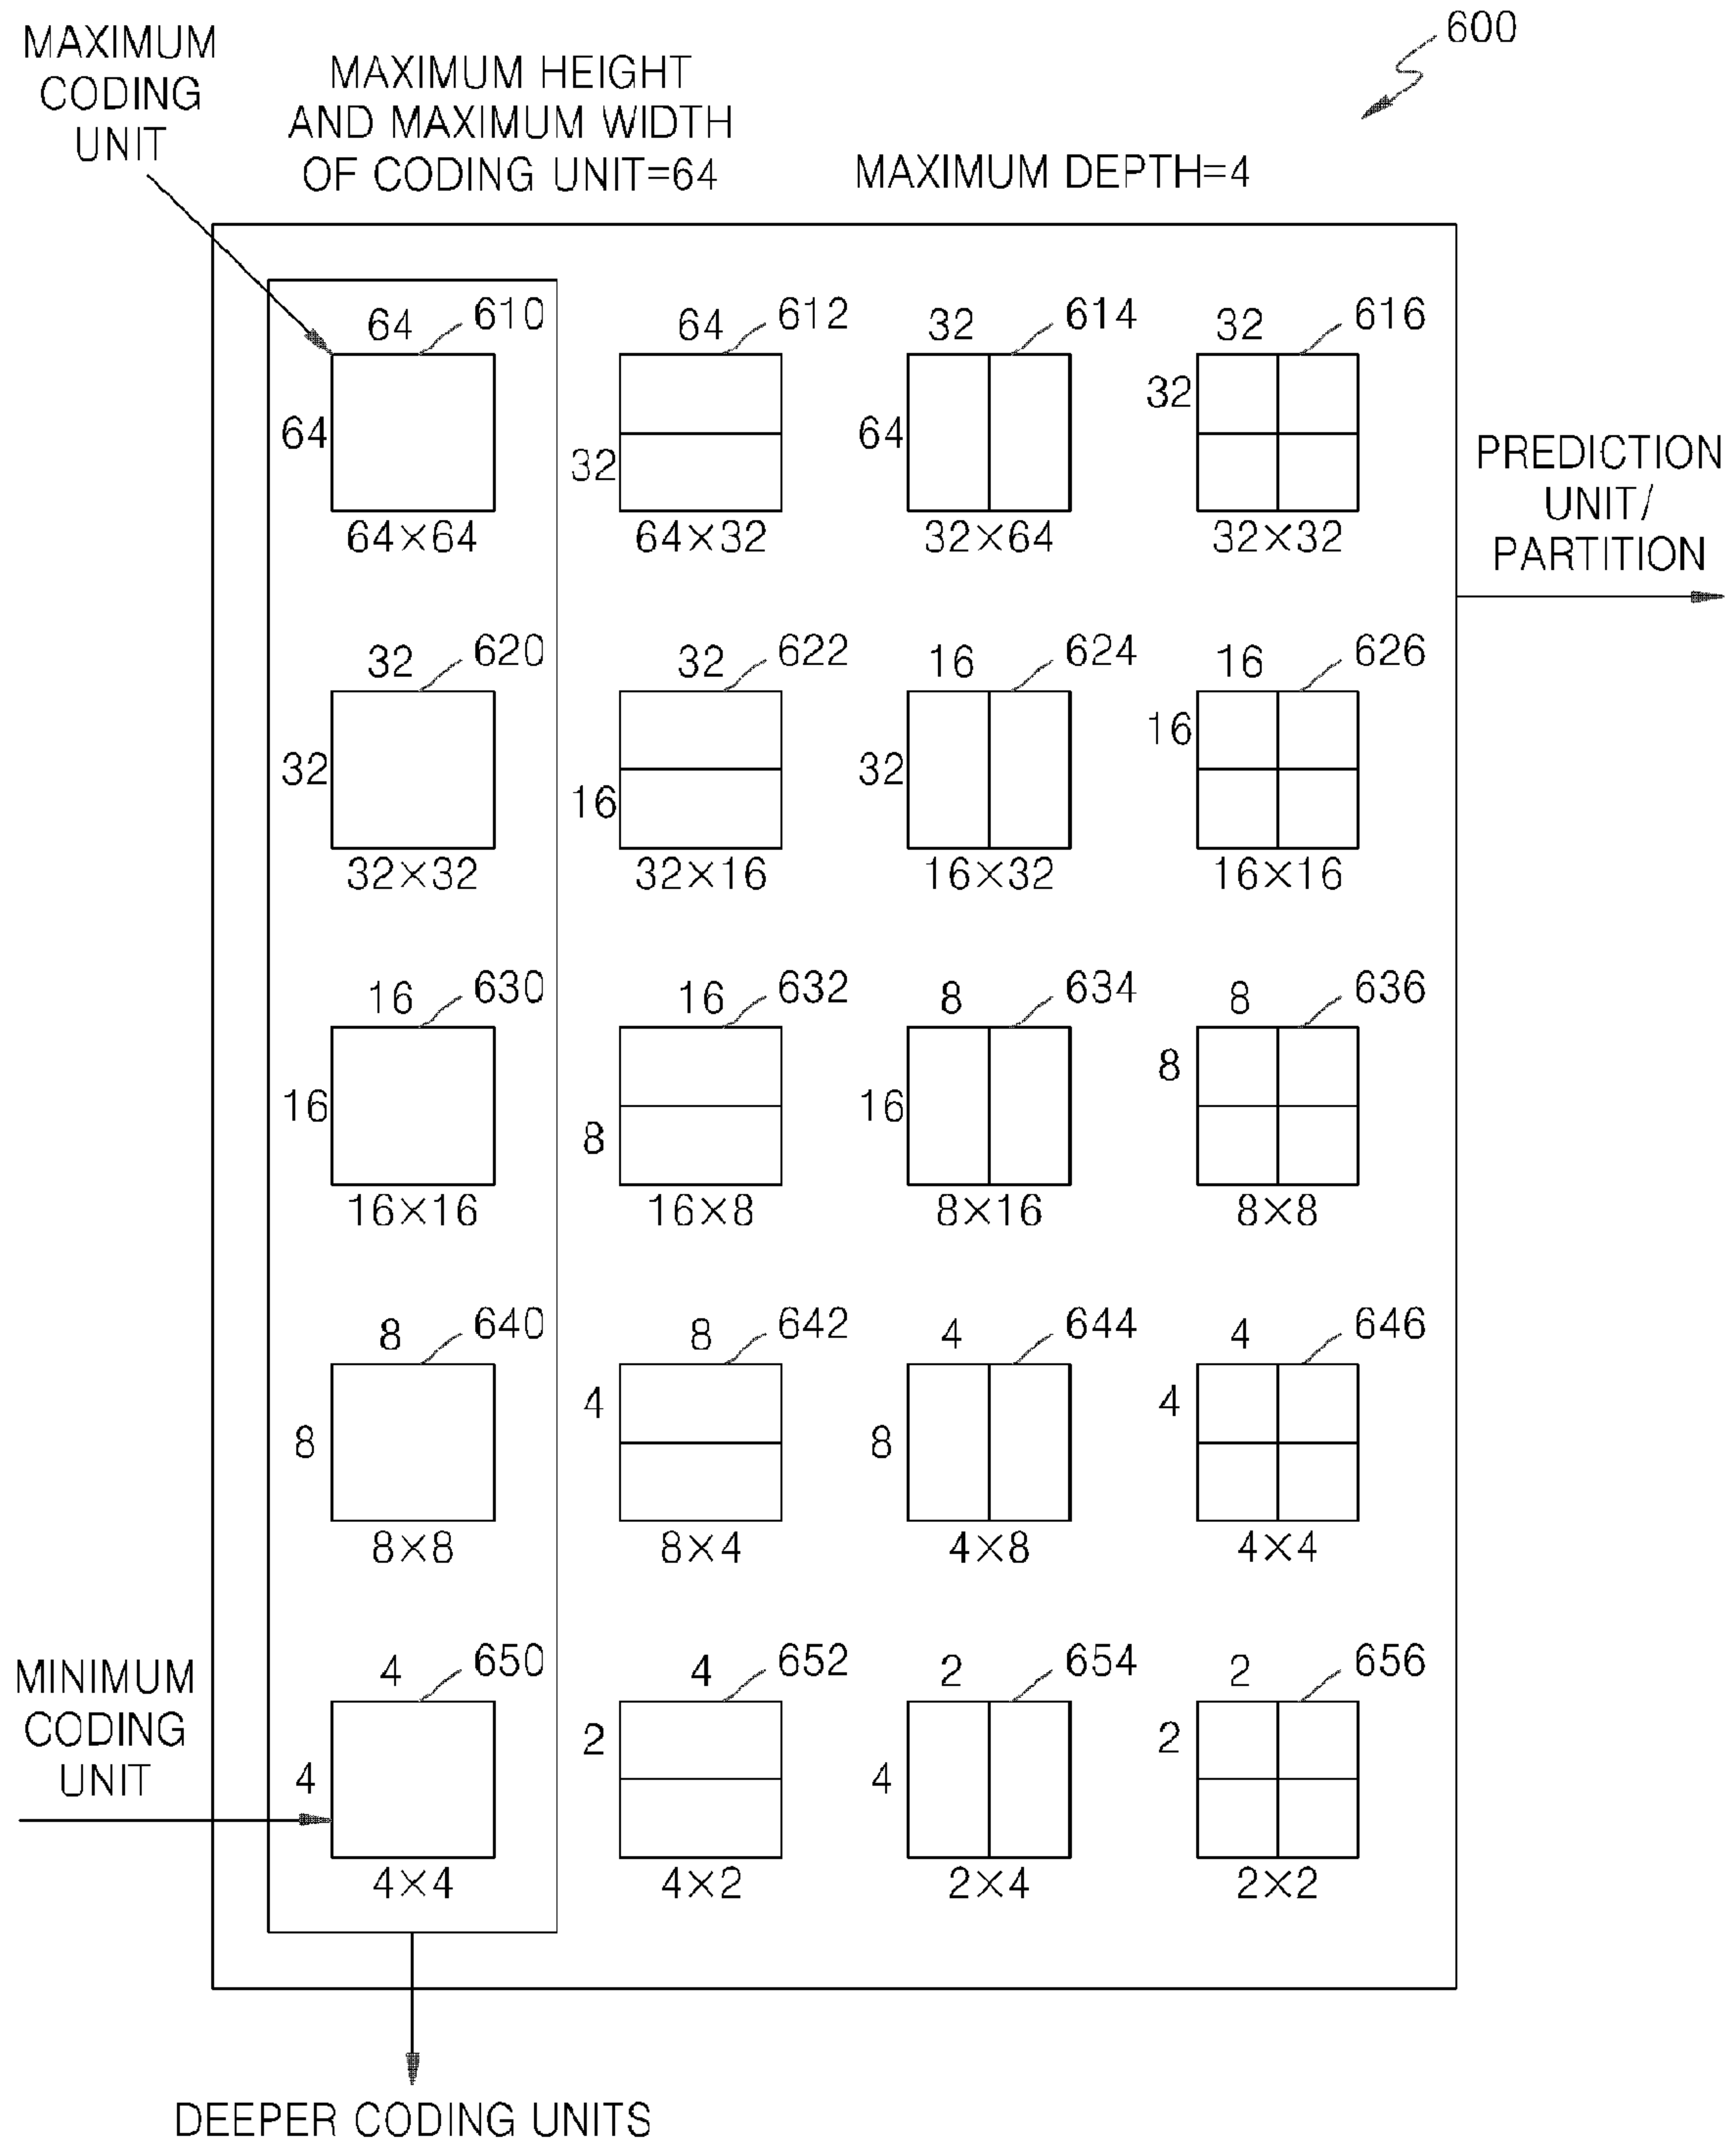 600
MAXIMUM
CODING
UNIT
MAXIMUM HEIGHT
AND MAXIMUM WIDTH
OF CODING UNIT=64
MAXIMUM DEPTH=4
64 610 64 612 32 614 32 616
64 32 64 32
64×64 64×32 32×64 32×32
PREDICTION
UNIT/
PARTITION
32 620 32 622 16 624 16 626
32 16 32 16
32×32 32×16 16×32 16×16
16 630 16 632 8 634 8 636
16 8 16 8
16×16 16×8 8×16 8×8
8 640 8 642 4 644 4 646
8 4 8 4
8×8 8×4 4×8 4×4
MINIMUM
CODING
UNIT
4 650 4 652 2 654 2 656
4 2 4 2
4×4 4×2 2×4 2×2
DEEPER CODING UNITS